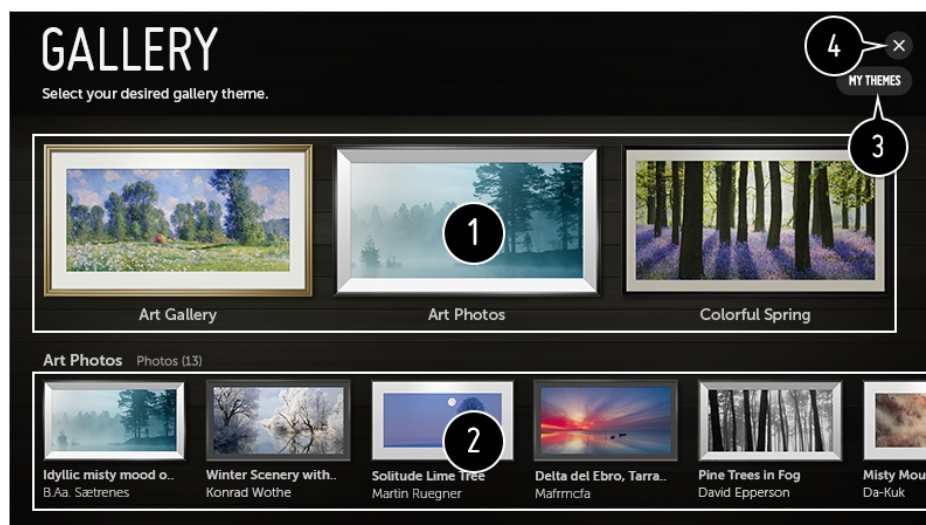 GALLERY
Select your desired gallery theme.
4
MY THEMES
3
1
Art Gallery
Art Photos
Colorful Spring
Art Photos Photos (13)
2
Idyllic misty mood o..
B.Aa. Sætrenes
Winter Scenery with..
Konrad Wothe
Solitude Lime Tree
Martin Ruegner
Delta del Ebro, Tarra..
Mafrmcfa
Pine Trees in Fog
David Epperson
Misty Mou
Da-Kuk